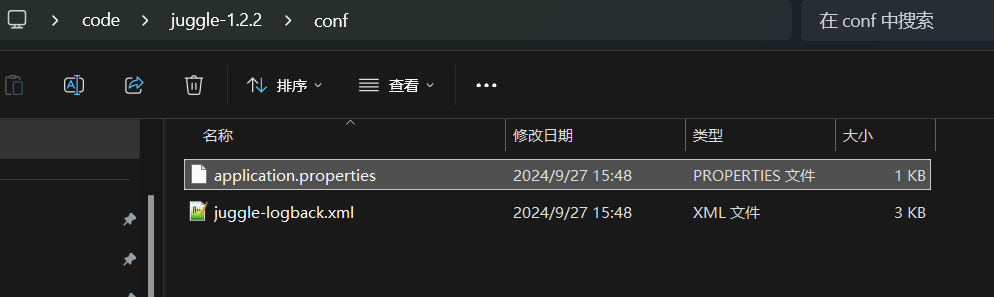 code juggle-1.2.2 conf 在 conf 中搜索
排序 查看
名称 修改日期 类型 大小
application.properties 2024/9/27 15:48 PROPERTIES 文件 1 KB
juggle-logback.xml 2024/9/27 15:48 XML 文件 3 KB